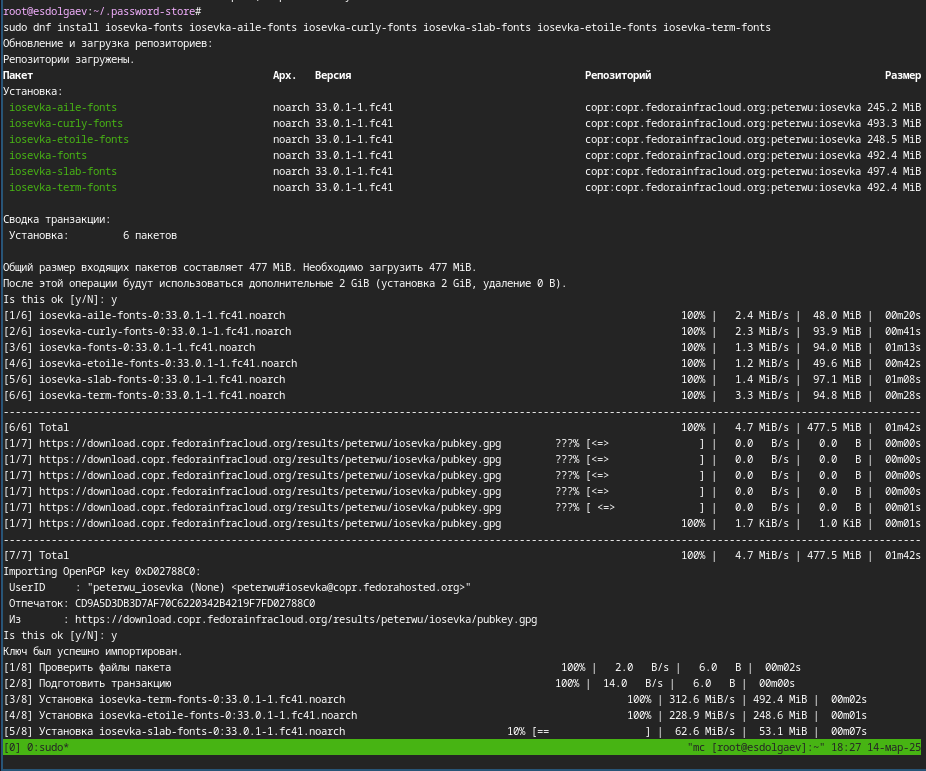 root@esdolgaev:~/.password-store#
sudo dnf install iosevka-fonts iosevka-aile-fonts iosevka-curly-fonts iosevka-slab-fonts iosevka-etoile-fonts iosevka-term-fonts
Обновление и загрузка репозиториев:
Репозитории загружены.
Пакет Арх. Версия Репозиторий Размер
Установка:
iosevka-aile-fonts noarch 33.0.1-1.fc41 copr:copr.fedorainfracloud.org:peterwu:iosevka 245.2 MiB
iosevka-curly-fonts noarch 33.0.1-1.fc41 copr:copr.fedorainfracloud.org:peterwu:iosevka 493.3 MiB
iosevka-etoile-fonts noarch 33.0.1-1.fc41 copr:copr.fedorainfracloud.org:peterwu:iosevka 248.5 MiB
iosevka-fonts noarch 33.0.1-1.fc41 copr:copr.fedorainfracloud.org:peterwu:iosevka 492.4 MiB
iosevka-slab-fonts noarch 33.0.1-1.fc41 copr:copr.fedorainfracloud.org:peterwu:iosevka 497.4 MiB
iosevka-term-fonts noarch 33.0.1-1.fc41 copr:copr.fedorainfracloud.org:peterwu:iosevka 492.4 MiB
Сводка транзакции:
Установка: 6 пакетов
Общий размер входящих пакетов составляет 477 MiB. Необходимо загрузить 477 MiB.
После этой операции будут использоваться дополнительные 2 GiB (установка 2 GiB, удаление 0 B).
Is this ok [y/N]: y
[1/6] iosevka-aile-fonts-0:33.0.1-1.fc41.noarch 100% | 2.4 MiB/s | 48.0 MiB | 00m20s
[2/6] iosevka-curly-fonts-0:33.0.1-1.fc41.noarch 100% | 2.3 MiB/s | 93.9 MiB | 00m41s
[3/6] iosevka-fonts-0:33.0.1-1.fc41.noarch 100% | 1.3 MiB/s | 94.0 MiB | 01m13s
[4/6] iosevka-etoile-fonts-0:33.0.1-1.fc41.noarch 100% | 1.2 MiB/s | 49.6 MiB | 00m42s
[5/6] iosevka-slab-fonts-0:33.0.1-1.fc41.noarch 100% | 1.4 MiB/s | 97.1 MiB | 01m08s
[6/6] iosevka-term-fonts-0:33.0.1-1.fc41.noarch 100% | 3.3 MiB/s | 94.8 MiB | 00m28s
--------------------------------------------------------------------------------
[6/6] Total 100% | 4.7 MiB/s | 477.5 MiB | 01m42s
[1/7] https://download.copr.fedorainfracloud.org/results/peterwu/iosevka/pubkey.gpg ???% [<=> ] | 0.0 B/s | 0.0 B | 00m00s
[1/7] https://download.copr.fedorainfracloud.org/results/peterwu/iosevka/pubkey.gpg ???% [<=> ] | 0.0 B/s | 0.0 B | 00m00s
[1/7] https://download.copr.fedorainfracloud.org/results/peterwu/iosevka/pubkey.gpg ???% [<=> ] | 0.0 B/s | 0.0 B | 00m00s
[1/7] https://download.copr.fedorainfracloud.org/results/peterwu/iosevka/pubkey.gpg ???% [<=> ] | 0.0 B/s | 0.0 B | 00m00s
[1/7] https://download.copr.fedorainfracloud.org/results/peterwu/iosevka/pubkey.gpg ???% [ <=> ] | 0.0 B/s | 0.0 B | 00m01s
[1/7] https://download.copr.fedorainfracloud.org/results/peterwu/iosevka/pubkey.gpg 100% | 1.7 KiB/s | 1.0 KiB | 00m01s
--------------------------------------------------------------------------------
[7/7] Total 100% | 4.7 MiB/s | 477.5 MiB | 01m42s
Importing OpenPGP key 0xD02788C0:
UserID : "peterwu_iosevka (None) <peterwu#iosevka@copr.fedorahosted.org>"
Отпечаток: CD9A5D3DB3D7AF70C6220342B4219F7FD02788C0
Из : https://download.copr.fedorainfracloud.org/results/peterwu/iosevka/pubkey.gpg
Is this ok [y/N]: y
Ключ был успешно импортирован.
[1/8] Проверить файлы пакета 100% | 2.0 B/s | 6.0 B | 00m02s
[2/8] Подготовить транзакцию 100% | 14.0 B/s | 6.0 B | 00m00s
[3/8] Установка iosevka-term-fonts-0:33.0.1-1.fc41.noarch 100% | 312.6 MiB/s | 492.4 MiB | 00m02s
[4/8] Установка iosevka-etoile-fonts-0:33.0.1-1.fc41.noarch 100% | 228.9 MiB/s | 248.6 MiB | 00m01s
[5/8] Установка iosevka-slab-fonts-0:33.0.1-1.fc41.noarch 10% [== ] | 62.6 MiB/s | 53.1 MiB | 00m07s
[0] 0:sudo* "mc [root@esdolgaev]:~" 18:27 14-мар-25